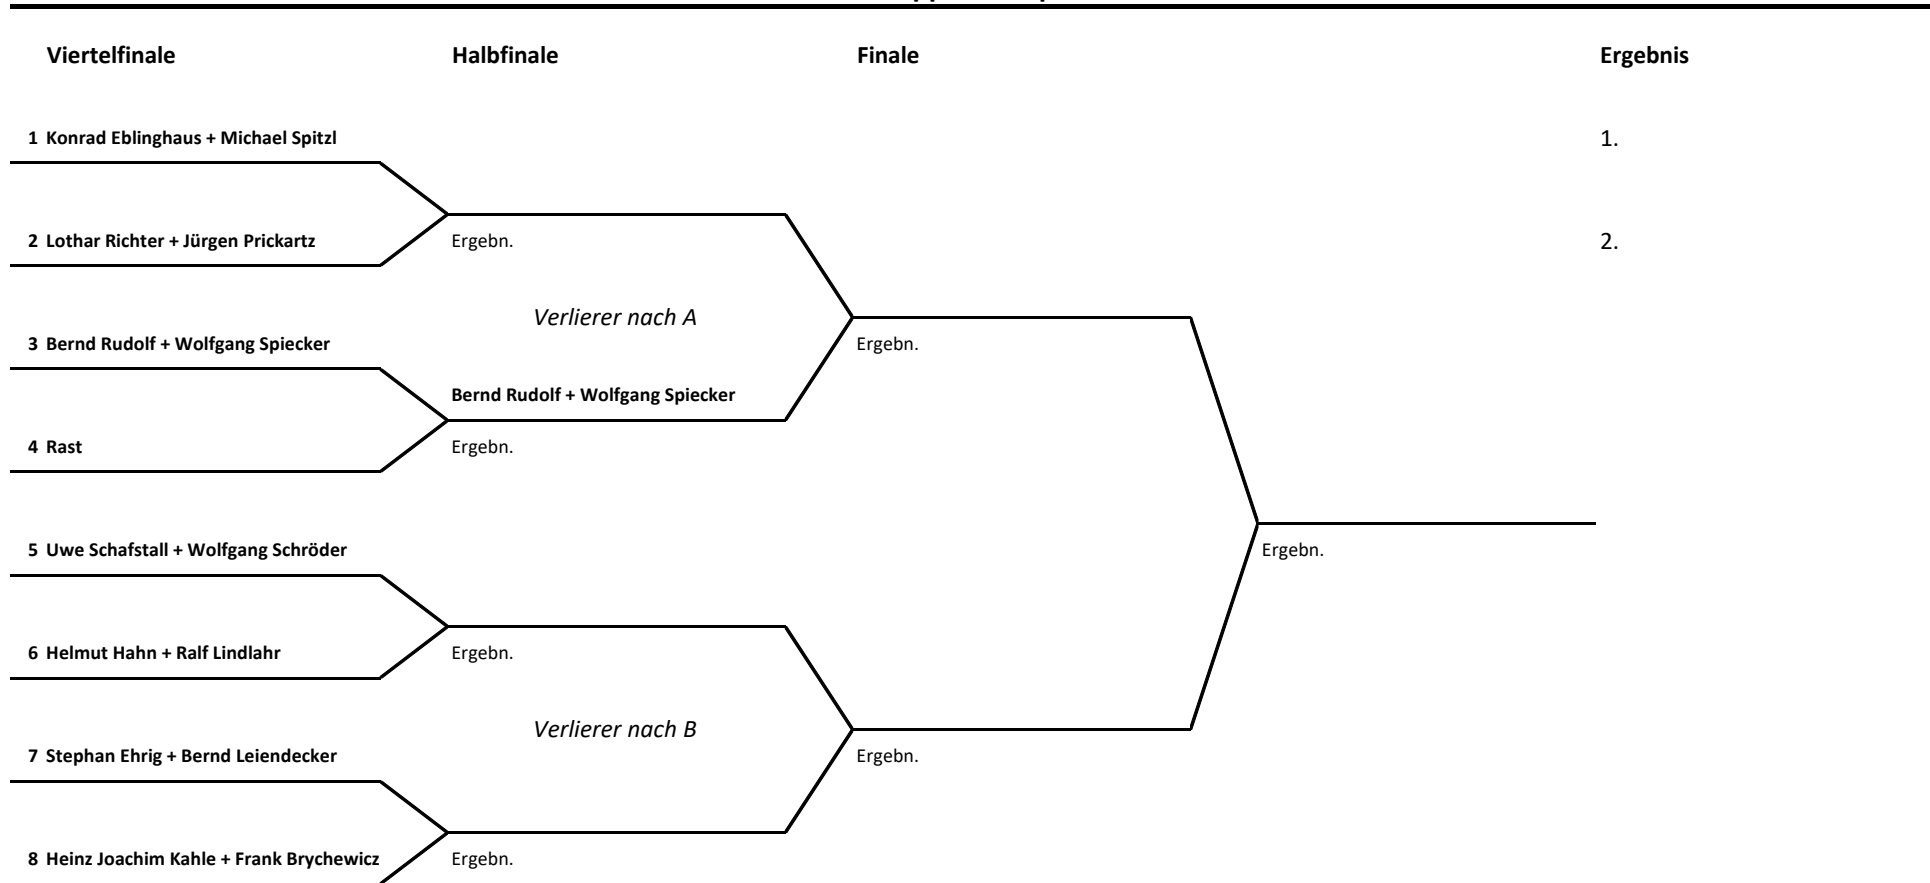 Viertelfinale Halbfinale Finale Ergebnis
1 Konrad Eblinghaus + Michael Spitzl 1.
2 Lothar Richter + Jürgen Prickartz Ergebn. 2.
Verlierer nach A
3 Bernd Rudolf + Wolfgang Spiecker Ergebn.
Bernd Rudolf + Wolfgang Spiecker
4 Rast Ergebn.
5 Uwe Schafstall + Wolfgang Schröder Ergebn.
6 Helmut Hahn + Ralf Lindlahr Ergebn.
Verlierer nach B
7 Stephan Ehrig + Bernd Leiendecker Ergebn.
8 Heinz Joachim Kahle + Frank Brychewicz Ergebn.